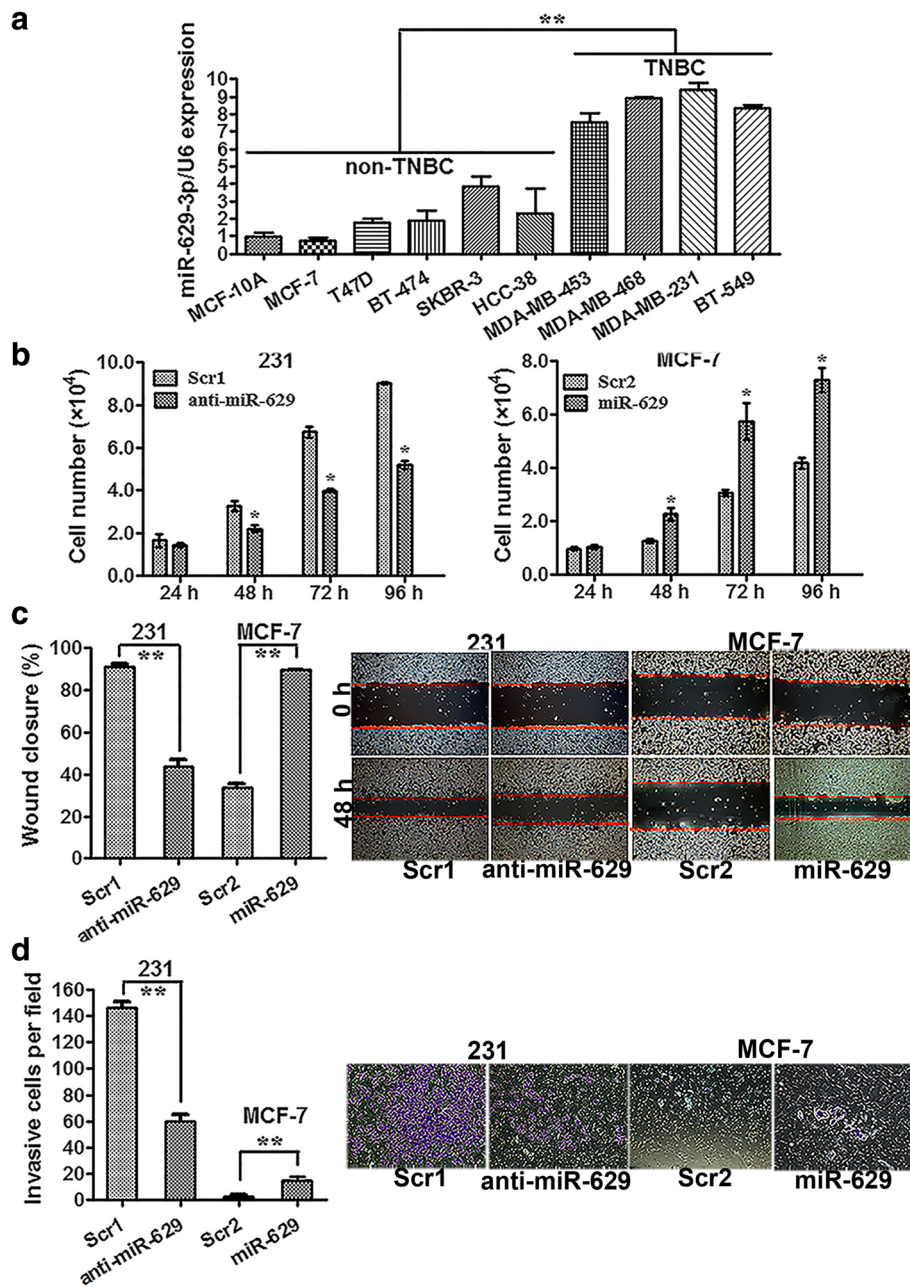 a
**
TNBC
non-TNBC
miR-629-3p/U6 expression
10
9
8
7
6
5
4
3
2
1
0
MCF-10A
MCF-7
T47D
BT-474
SKBR-3
HCC-38
MDA-MB-453
MDA-MB-468
MDA-MB-231
BT-549
b
231
Scr1
anti-miR-629
Cell number (×10⁴)
10.0
8.0
6.0
4.0
2.0
0.0
*
*
*
24 h 48 h 72 h 96 h
MCF-7
Scr2
miR-629
Cell number (×10⁴)
8.0
6.0
4.0
2.0
0.0
*
*
*
24 h 48 h 72 h 96 h
c
231 MCF-7
** **
Wound closure (%)
100
80
60
40
20
0
Scr1
anti-miR-629
Scr2
miR-629
231 MCF-7
0 h
48 h
Scr1 anti-miR-629 Scr2 miR-629
d
231
**
MCF-7
**
Invasive cells per field
160
140
120
100
80
60
40
20
0
Scr1
anti-miR-629
Scr2
miR-629
231 MCF-7
Scr1 anti-miR-629 Scr2 miR-629